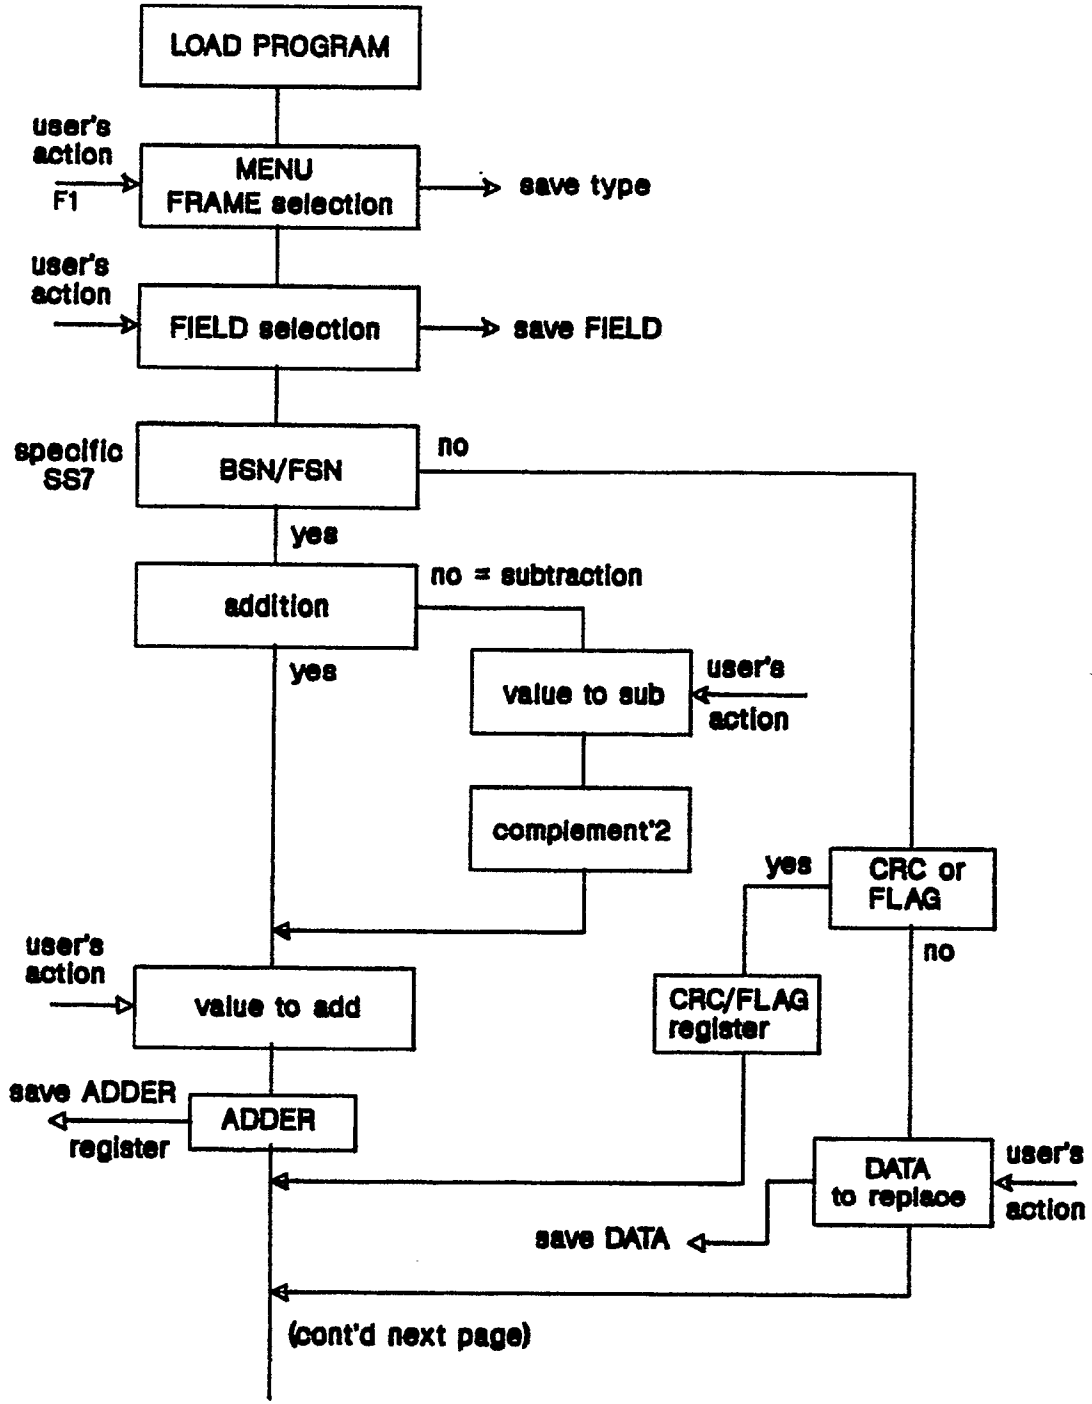 LOAD PROGRAM
user's
action
F1
MENU
FRAME selection
save type
user's
action
FIELD selection
save FIELD
specific
SS7
BSN/FSN
no
yes
addition
no = subtraction
yes
value to sub
user's
action
complement'2
yes
CRC or
FLAG
no
user's
action
value to add
CRC/FLAG
register
save ADDER
register
ADDER
DATA
to replace
user's
action
save DATA
(cont'd next page)